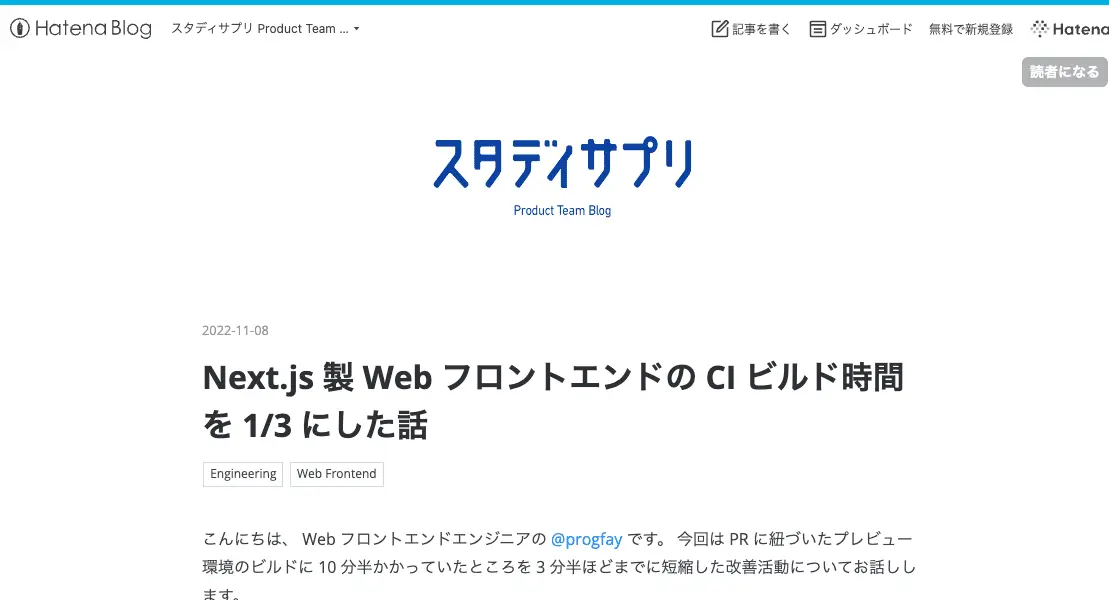 Hatena Blog スタディサプリ Product Team ... 記事を書く ダッシュボード 無料で新規登録 Hatena
読者になる
スタディサプリ
Product Team Blog
2022-11-08
Next.js 製 Web フロントエンドの CI ビルド時間
を 1/3 にした話
Engineering Web Frontend
こんにちは、 Web フロントエンドエンジニアの @progfay です。 今回は PR に紐づいたプレビュー
環境のビルドに 10 分半かかっていたところを 3 分半ほどまでに短縮した改善活動についてお話しし
ます。